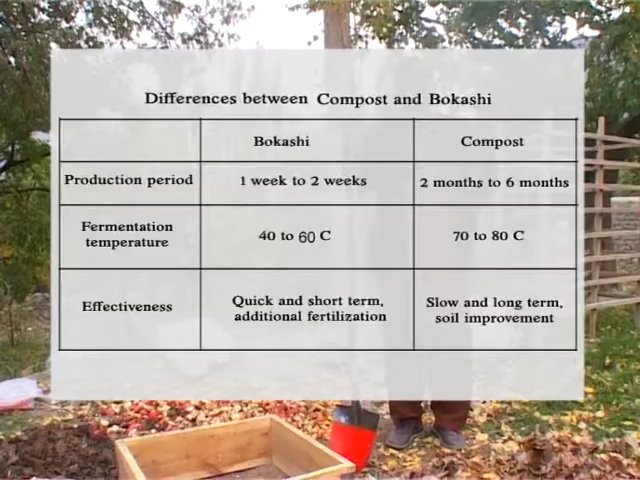 Differences between Compost and Bokashi
Bokashi
Compost
Production period
1 week to 2 weeks
2 months to 6 months
Fermentation
temperature
40 to 60 C
70 to 80 C
Effectiveness
Quick and short term,
additional fertilization
Slow and long term,
soil improvement